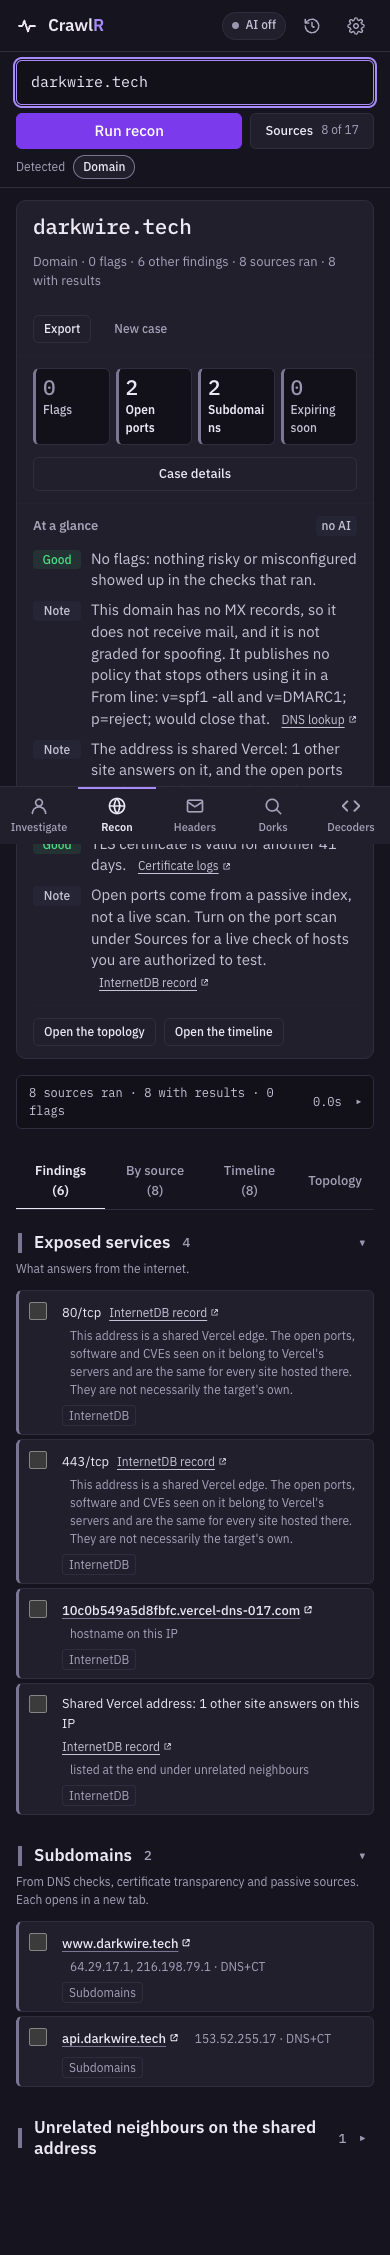 CrawlR
AI off
darkwire.tech
Run recon
Sources 8 of 17
Detected Domain
darkwire.tech
Domain · 0 flags · 6 other findings · 8 sources ran · 8
with results
Export
New case
0
Flags
2
Open
ports
2
Subdomai
ns
0
Expiring
soon
Case details
At a glance
no AI
Good
No flags: nothing risky or misconfigured
showed up in the checks that ran.
Note
This domain has no MX records, so it
does not receive mail, and it is not
graded for spoofing. It publishes no
policy that stops others using it in a
From line: v=spf1 -all and v=DMARC1;
p=reject; would close that. DNS lookup
Note
The address is shared Vercel: 1 other
site answers on it, and the open ports
Investigate
Recon
Headers
Dorks
Decoders
Good
TLS certificate is valid for another 41
days. Certificate logs
Note
Open ports come from a passive index,
not a live scan. Turn on the port scan
under Sources for a live check of hosts
you are authorized to test.
InternetDB record
Open the topology
Open the timeline
8 sources ran · 8 with results · 0
flags
0.0s
Findings
(6)
By source
(8)
Timeline
(8)
Topology
Exposed services 4
What answers from the internet.
80/tcp InternetDB record
This address is a shared Vercel edge. The open ports,
software and CVEs seen on it belong to Vercel's
servers and are the same for every site hosted there.
They are not necessarily the target's own.
InternetDB
443/tcp InternetDB record
This address is a shared Vercel edge. The open ports,
software and CVEs seen on it belong to Vercel's
servers and are the same for every site hosted there.
They are not necessarily the target's own.
InternetDB
10c0b549a5d8fbfc.vercel-dns-017.com
hostname on this IP
InternetDB
Shared Vercel address: 1 other site answers on this
IP
InternetDB record
listed at the end under unrelated neighbours
InternetDB
Subdomains 2
From DNS checks, certificate transparency and passive sources.
Each opens in a new tab.
www.darkwire.tech
64.29.17.1, 216.198.79.1 · DNS+CT
Subdomains
api.darkwire.tech 153.52.255.17 · DNS+CT
Subdomains
Unrelated neighbours on the shared
address
1